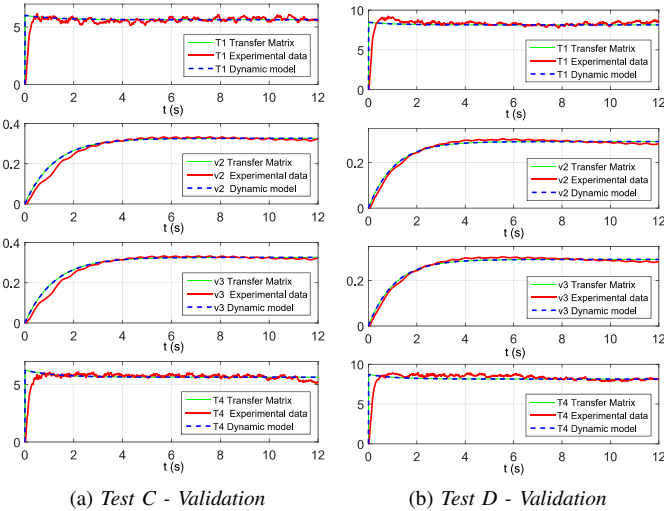 5
0
T1 Transfer Matrix
T1 Experimental data
T1 Dynamic model
0 2 4 6 8 10 12
t (s)
0.4
0.2
0
v2 Transfer Matrix
v2 Experimental data
v2 Dynamic model
0 2 4 6 8 10 12
t (s)
0.4
0.2
0
v3 Transfer Matrix
v3 Experimental data
v3 Dynamic model
0 2 4 6 8 10 12
t (s)
5
0
T4 Transfer Matrix
T4 Experimental data
T4 Dynamic model
0 2 4 6 8 10 12
t (s)
(a) Test C - Validation
10
5
0
T1 Transfer Matrix
T1 Experimental data
T1 Dynamic model
0 2 4 6 8 10 12
t (s)
0.2
0
v2 Transfer Matrix
v2 Experimental data
v2 Dynamic model
0 2 4 6 8 10 12
t (s)
0.2
0
v3 Transfer Matrix
v3 Experimental data
v3 Dynamic model
0 2 4 6 8 10 12
t (s)
10
5
0
T4 Transfer Matrix
T4 Experimental data
T4 Dynamic model
0 2 4 6 8 10 12
t (s)
(b) Test D - Validation